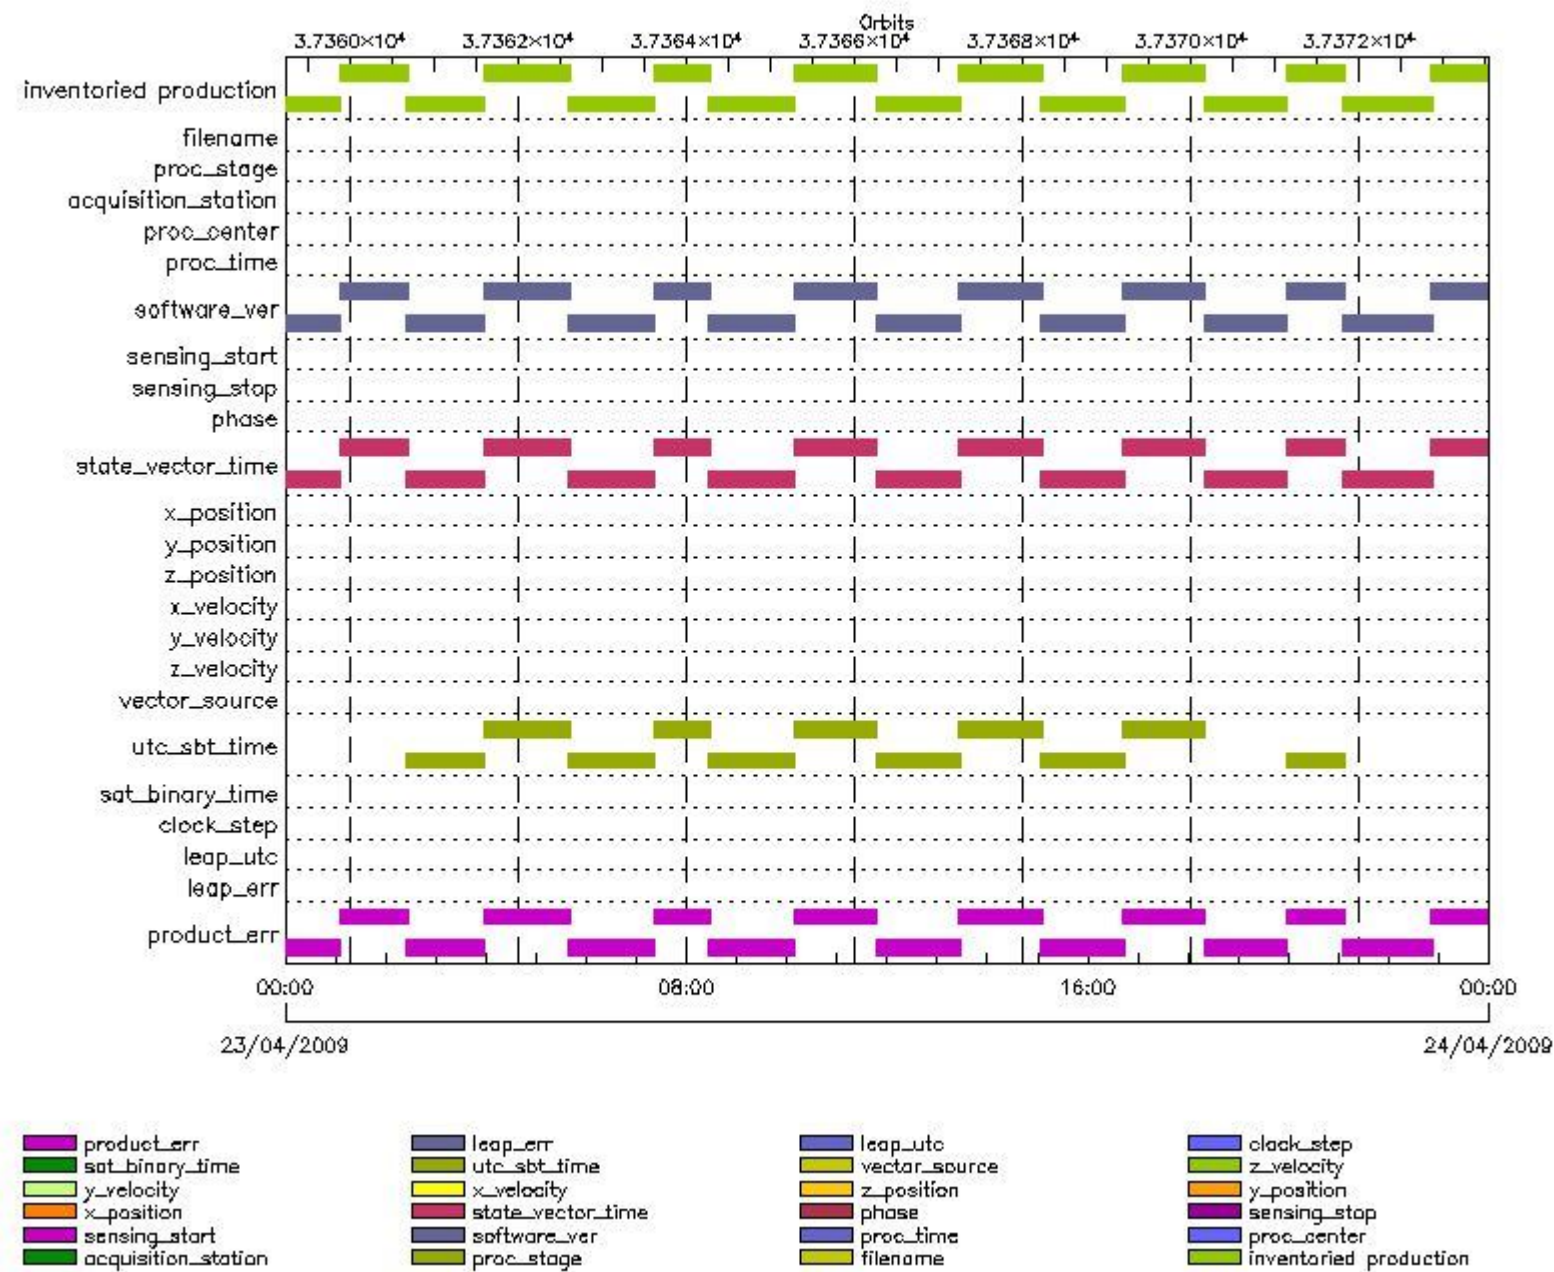 Orbits
3.7360×10⁴ 3.7362×10⁴ 3.7364×10⁴ 3.7366×10⁴ 3.7368×10⁴ 3.7370×10⁴ 3.7372×10⁴
inventoried production
filename
proc_stage
acquisition_station
proc_center
proc_time
software_ver
sensing_start
sensing_stop
phase
state_vector_time
x_position
y_position
z_position
x_velocity
y_velocity
z_velocity
vector_source
utc_sbt_time
sat_binary_time
clock_step
leap_utc
leap_err
product_err
00:00 08:00 16:00 00:00
23/04/2009 24/04/2009
product_err leap_err leap_utc clock_step
sat_binary_time utc_sbt_time vector_source z_velocity
y_velocity x_velocity z_position y_position
x_position state_vector_time phase sensing_stop
sensing_start software_ver proc_time proc_center
acquisition_station proc_stage filename inventoried production